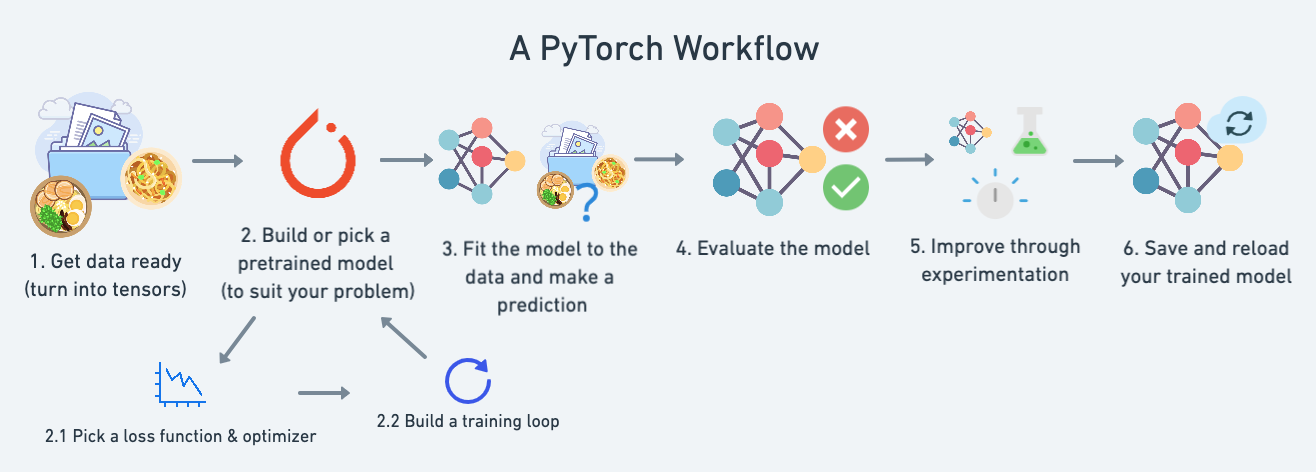 A PyTorch Workflow
1. Get data ready
(turn into tensors)
2. Build or pick a
pretrained model
(to suit your problem)
3. Fit the model to the
data and make a
prediction
4. Evaluate the model
5. Improve through
experimentation
6. Save and reload
your trained model
2.1 Pick a loss function & optimizer
2.2 Build a training loop